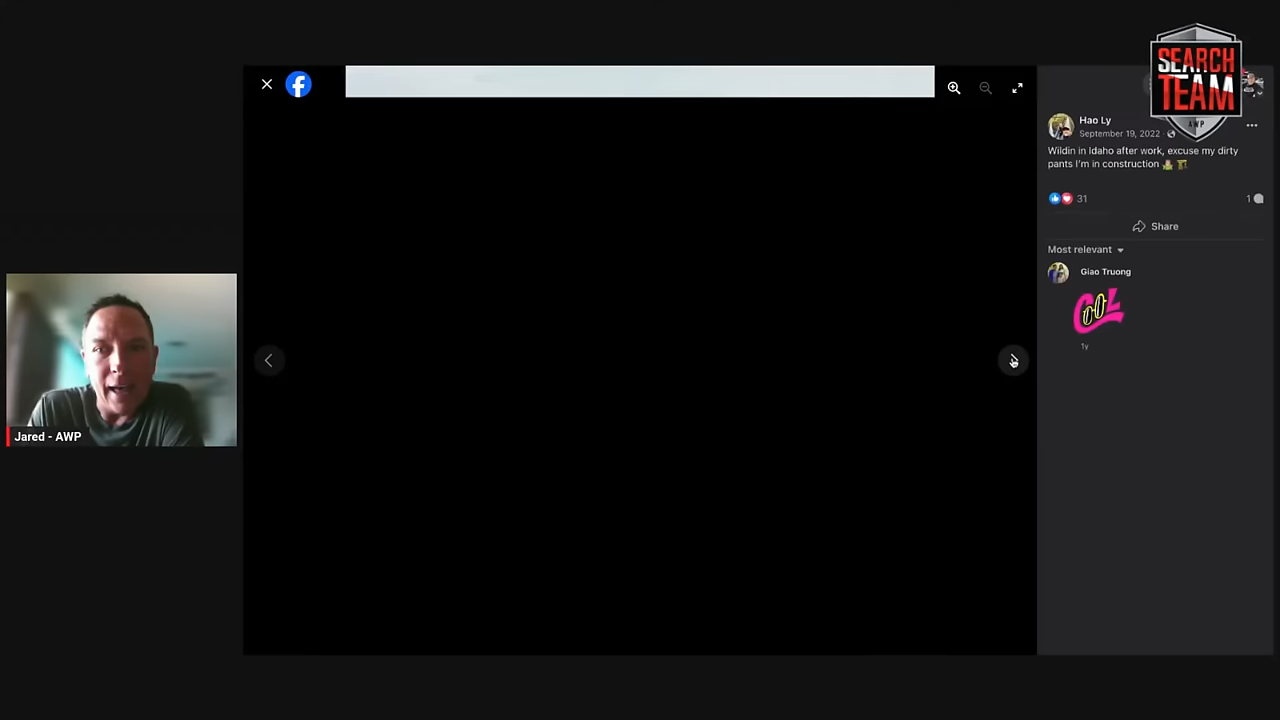 SEARCH
TEAM
AWP
Hao Ly
September 19, 2022 ·
Wildin in Idaho after work, excuse my dirty
pants I'm in construction
31
1
Share
Most relevant
Giao Truong
COOL
1y
Jared - AWP